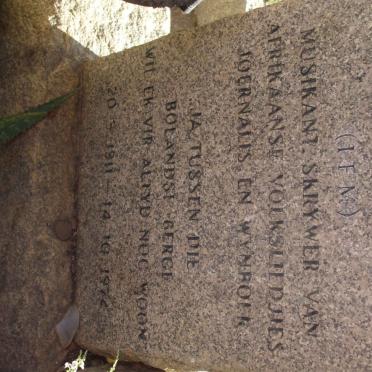 (I.F.M.)
MUSIKANT, SKRYWER VAN
AFRIKAANSE VOLKSLIEDJIES
JOERNALIS EN WYNBOER
JA, TUSSEN DIE
BOLANDSE BERGE
WIL EK VIR ALTYD NOG WOON
1911 - 14.10.1972